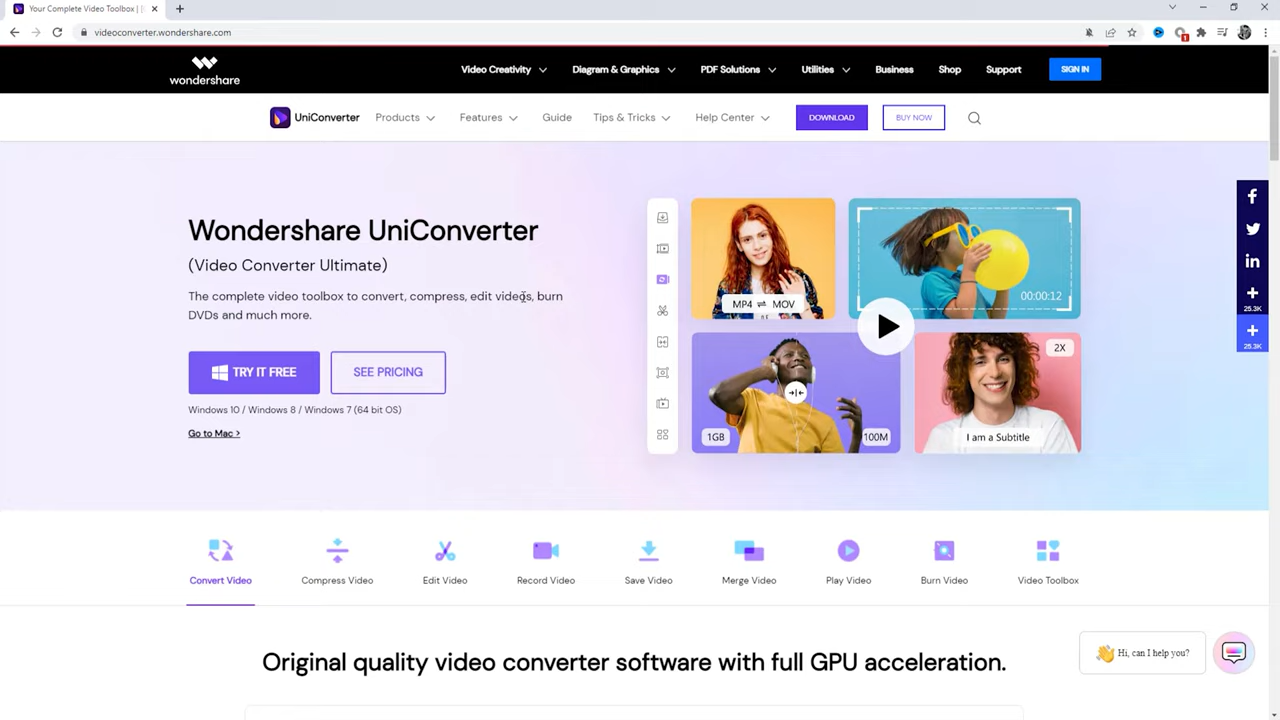 Your Complete Video Toolbox | [
videoconverter.wondershare.com
1
wondershare
Video Creativity
Diagram & Graphics
PDF Solutions
Utilities
Business
Shop
Support
SIGN IN
UniConverter
Products
Features
Guide
Tips & Tricks
Help Center
DOWNLOAD
BUY NOW
Wondershare UniConverter
(Video Converter Ultimate)
The complete video toolbox to convert, compress, edit videos, burn
DVDs and much more.
TRY IT FREE
SEE PRICING
Windows 10 / Windows 8 / Windows 7 (64 bit OS)
Go to Mac >
MP4 ⇌ MOV
00:00:12
1GB
100M
2X
I am a Subtitle
25.3K
25.3K
Convert Video
Compress Video
Edit Video
Record Video
Save Video
Merge Video
Play Video
Burn Video
Video Toolbox
Original quality video converter software with full GPU acceleration.
Hi, can I help you?